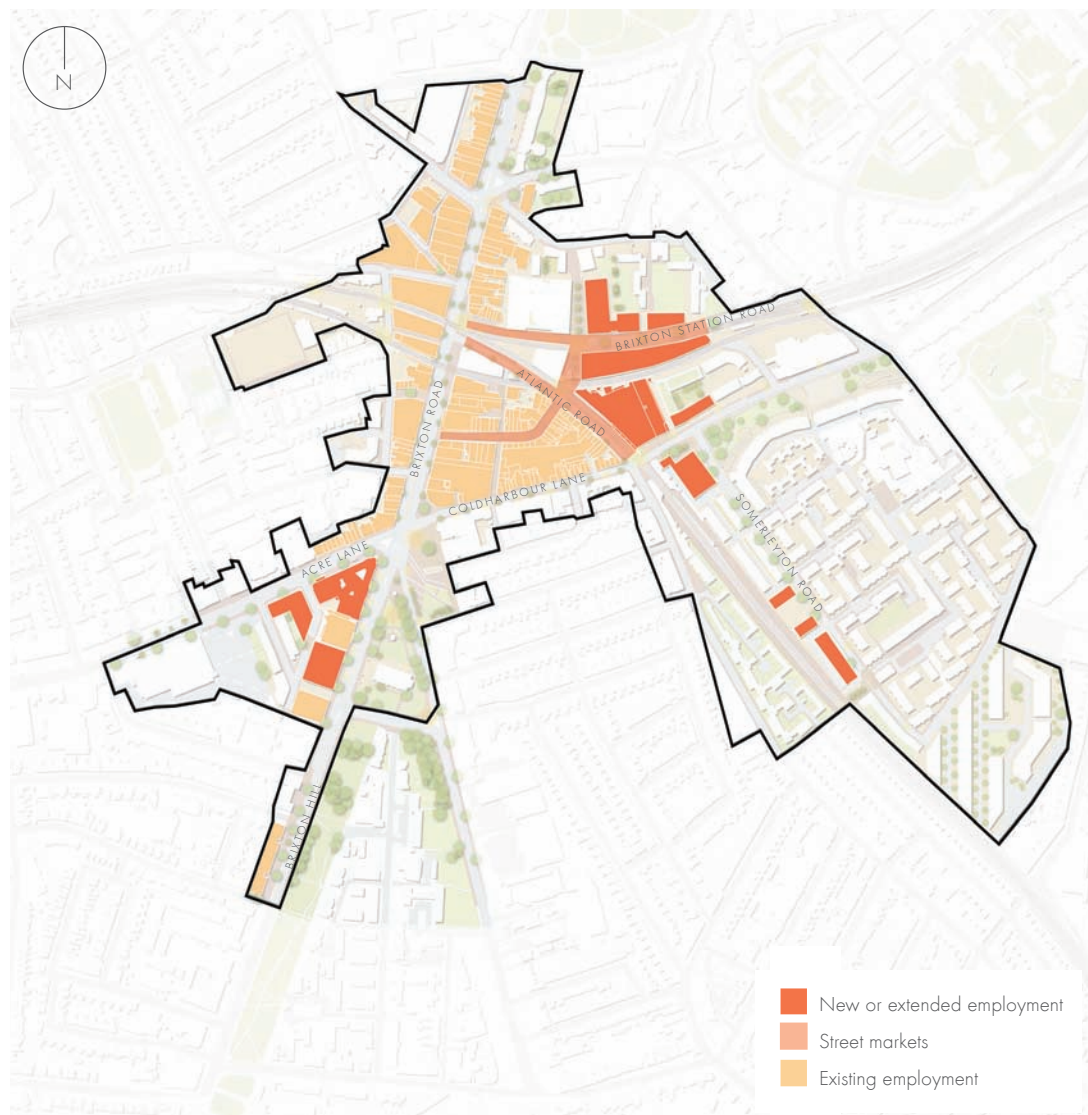 N
BRIXTON STATION ROAD
ATLANTIC ROAD
BRIXTON ROAD
COLDHARBOUR LANE
SOMERLEYTON ROAD
ACRE LANE
BRIXTON HILL
New or extended employment
Street markets
Existing employment